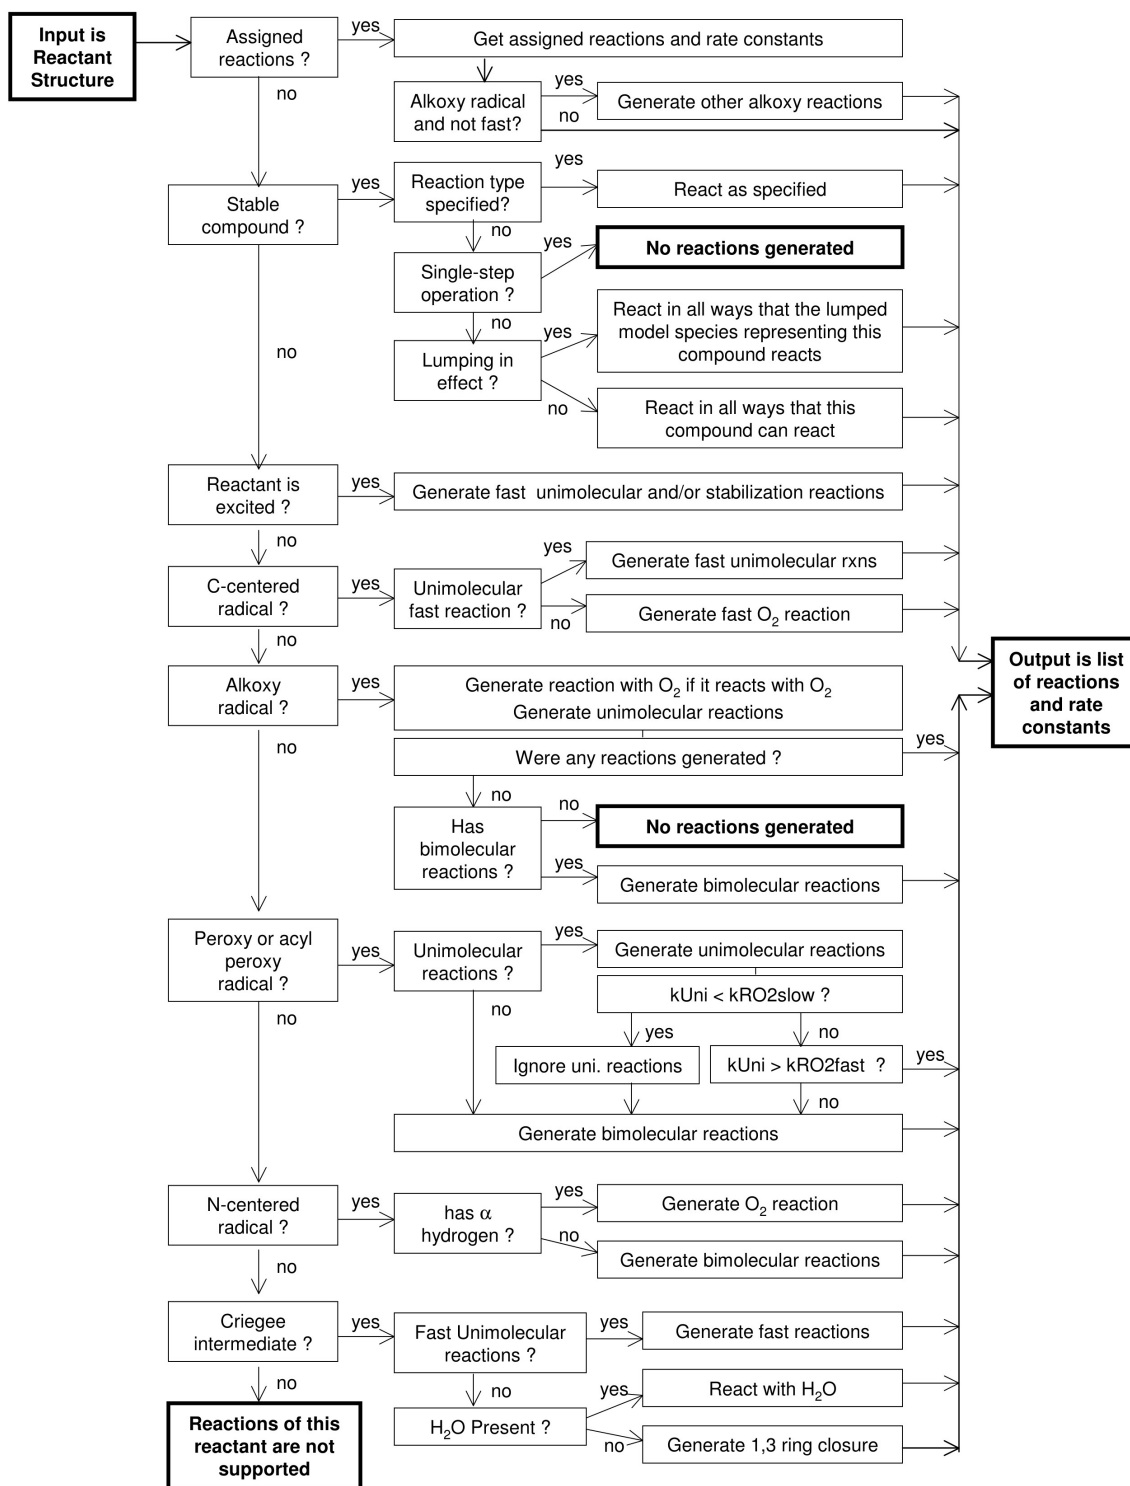 Input is
Reactant
Structure
Assigned
reactions ?
yes
Get assigned reactions and rate constants
no
Alkoxy radical
and not fast?
yes
Generate other alkoxy reactions
no
Stable
compound ?
yes
Reaction type
specified?
yes
React as specified
no
Single-step
operation ?
yes
No reactions generated
no
Lumping in
effect ?
yes
React in all ways that the lumped
model species representing this
compound reacts
no
React in all ways that this
compound can react
no
Reactant is
excited ?
yes
Generate fast unimolecular and/or stabilization reactions
no
C-centered
radical ?
yes
Unimolecular
fast reaction ?
yes
Generate fast unimolecular rxns
no
Generate fast O2 reaction
no
Alkoxy
radical ?
yes
Generate reaction with O2 if it reacts with O2
Generate unimolecular reactions
Were any reactions generated ?
yes
no
no
Has
bimolecular
reactions ?
no
No reactions generated
yes
Generate bimolecular reactions
Output is list
of reactions
and rate
constants
Peroxy or acyl
peroxy
radical ?
yes
Unimolecular
reactions ?
yes
Generate unimolecular reactions
kUni < kRO2slow ?
no
no
yes
no
Ignore uni. reactions
kUni > kRO2fast ?
yes
no
Generate bimolecular reactions
N-centered
radical ?
yes
has α
hydrogen ?
yes
Generate O2 reaction
no
Generate bimolecular reactions
no
Criegee
intermediate ?
yes
Fast Unimolecular
reactions ?
yes
Generate fast reactions
no
no
H2O Present ?
yes
React with H2O
no
Generate 1,3 ring closure
Reactions of this
reactant are not
supported